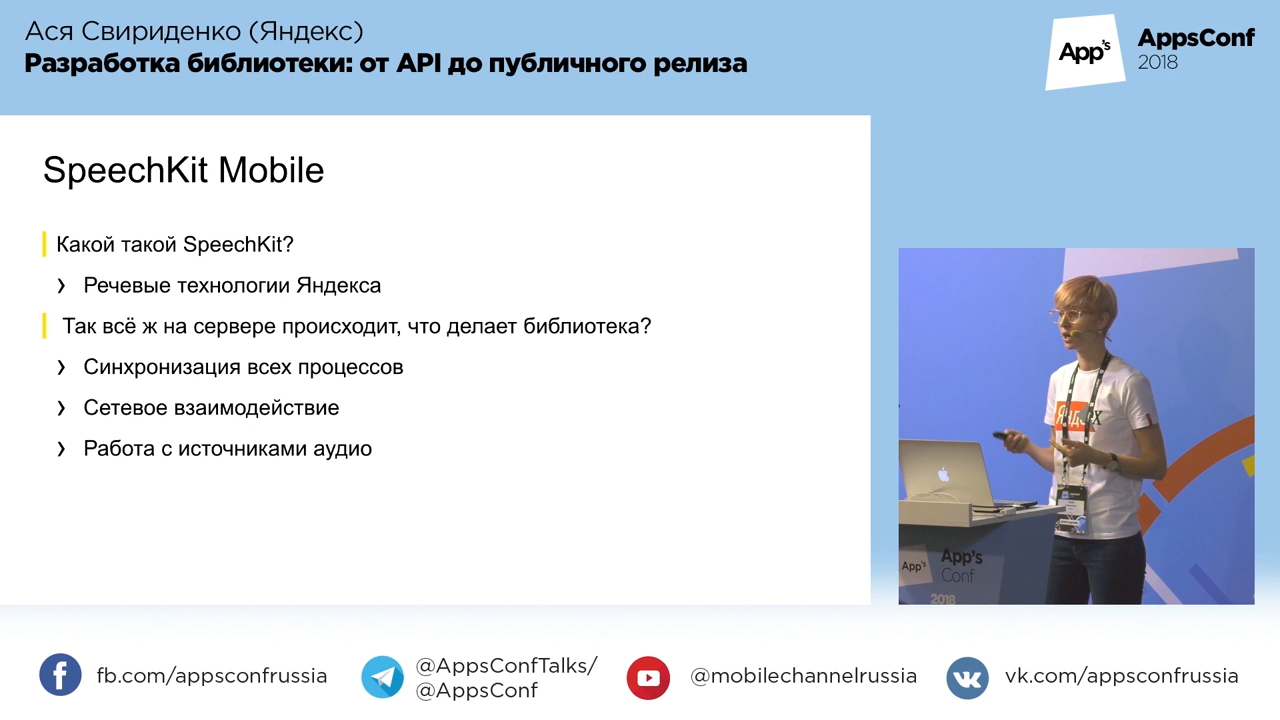 Ася Свириденко (Яндекс)
Разработка библиотеки: от API до публичного релиза
App's
AppsConf
2018
SpeechKit Mobile
Какой такой SpeechKit?
› Речевые технологии Яндекса
Так всё ж на сервере происходит, что делает библиотека?
› Синхронизация всех процессов
› Сетевое взаимодействие
› Работа с источниками аудио
App's
App's
Conf
2018
fb.com/appsconfrussia
@AppsConfTalks/
@AppsConf
@mobilechannelrussia
vk.com/appsconfrussia